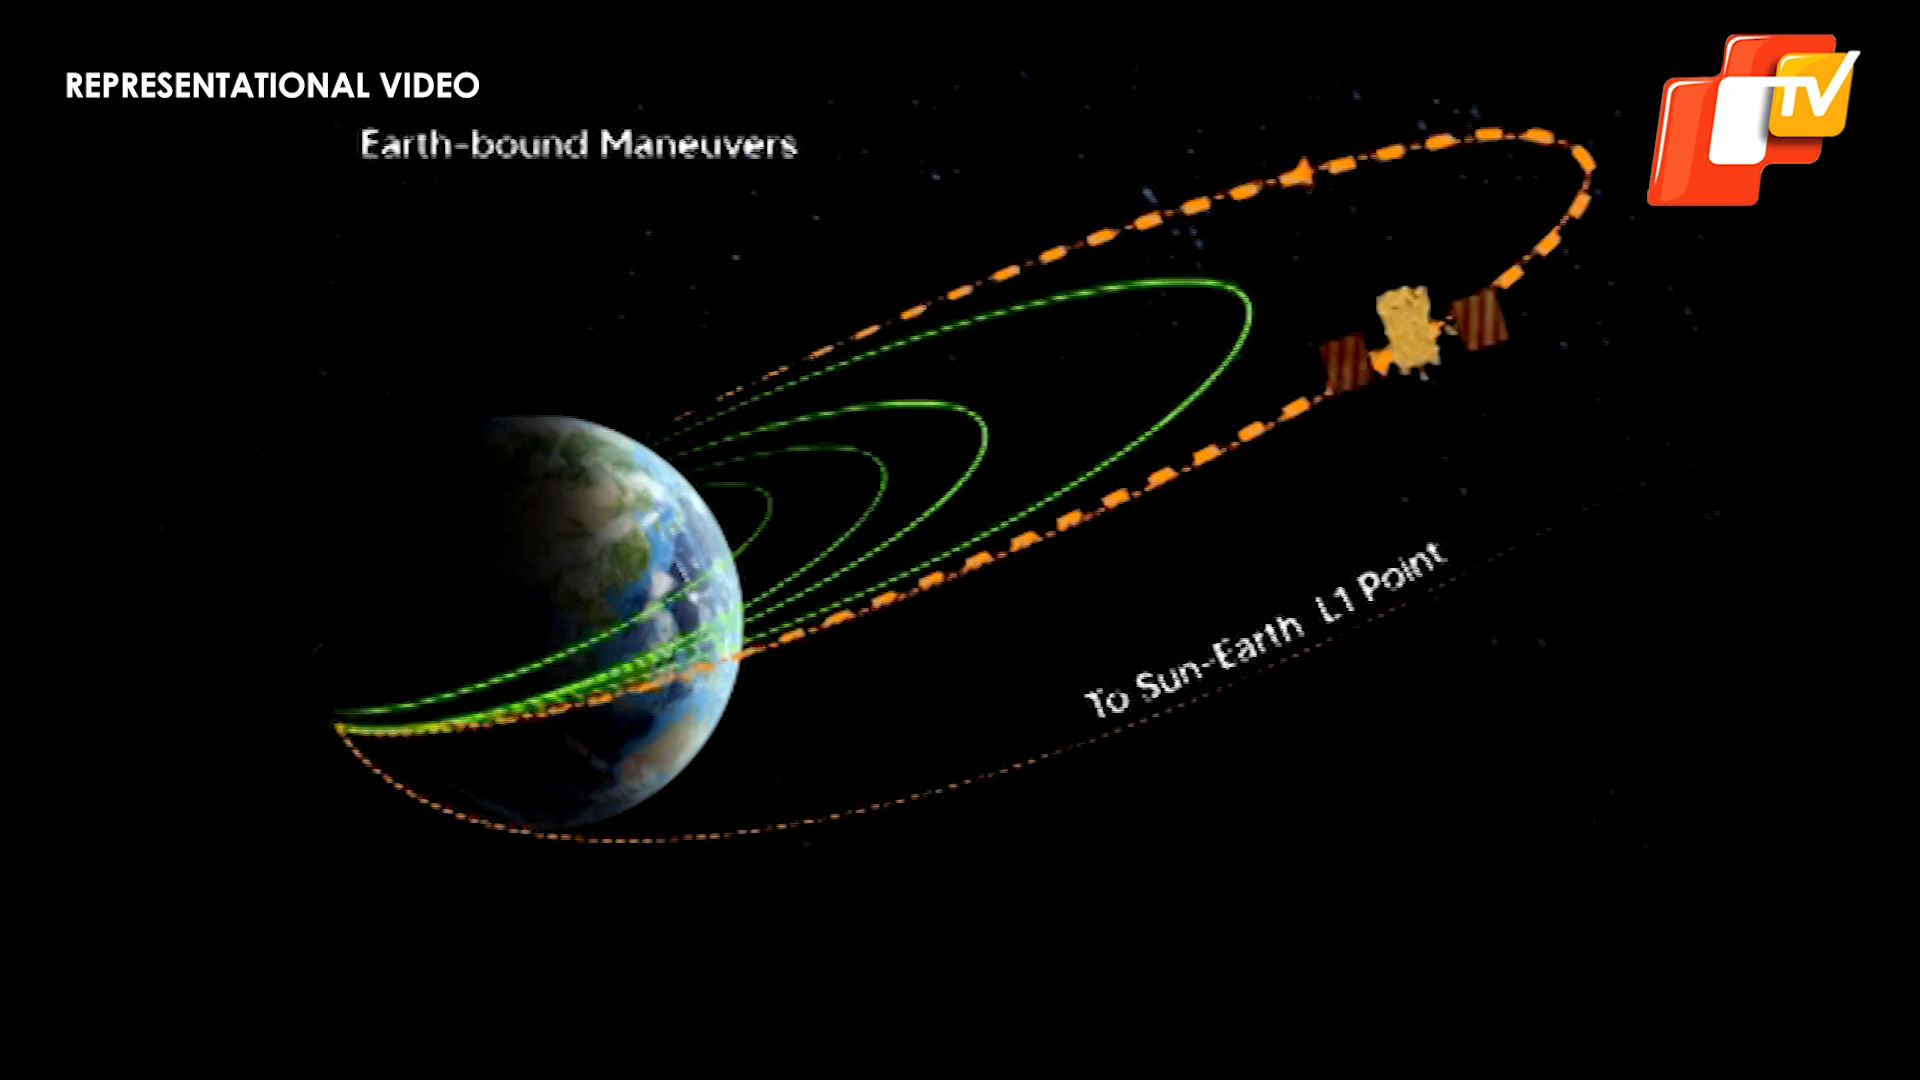 REPRESENTATIONAL VIDEO
Earth-bound Maneuvers
TV
To Sun-Earth L1 Point